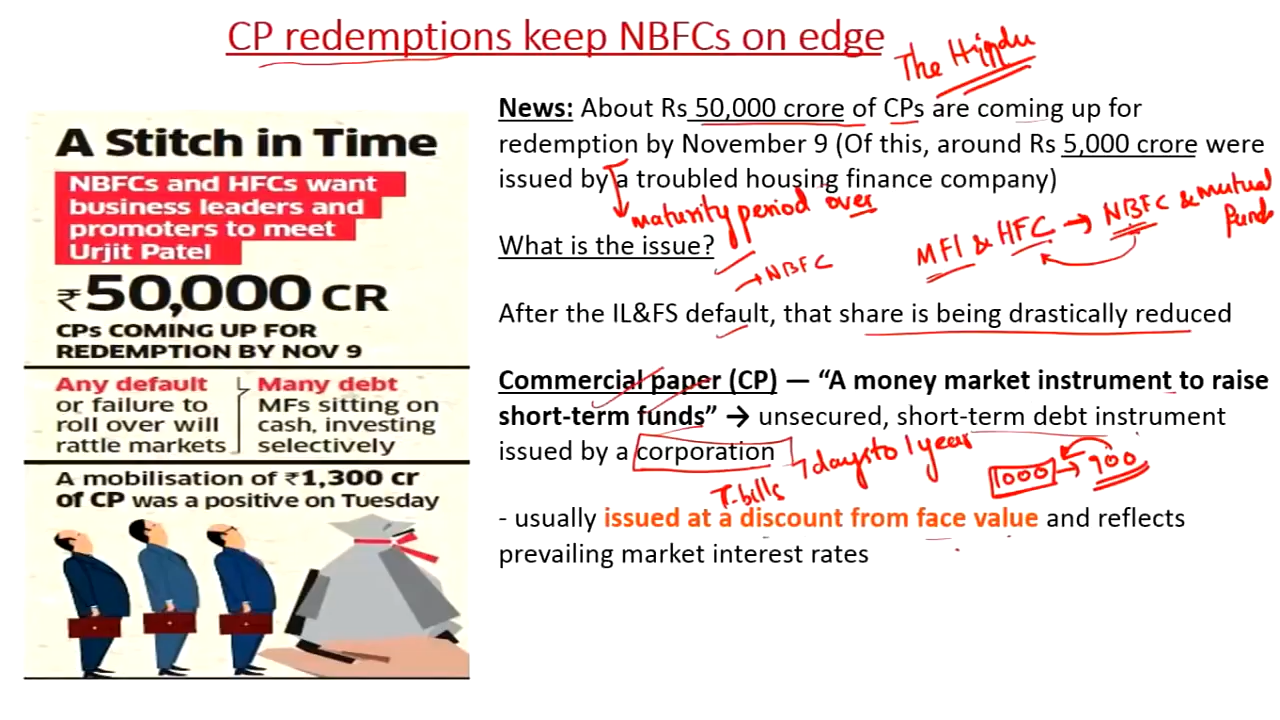 CP redemptions keep NBFCs on edge
The Hindu
A Stitch in Time
NBFCs and HFCs want
business leaders and
promoters to meet
Urjit Patel
₹50,000 CR
CPs COMING UP FOR
REDEMPTION BY NOV 9
Any default
or failure to
roll over will
rattle markets
Many debt
MFs sitting on
cash, investing
selectively
A mobilisation of ₹1,300 cr
of CP was a positive on Tuesday
News: About Rs 50,000 crore of CPs are coming up for
redemption by November 9 (Of this, around Rs 5,000 crore were
issued by a troubled housing finance company)
maturity period over
MFI & HFC → NBFC & mutual
funds
What is the issue?
→ NBFC
After the IL&FS default, that share is being drastically reduced
Commercial paper (CP) — “A money market instrument to raise
short-term funds” → unsecured, short-term debt instrument
issued by a corporation
7 days to 1 year
1000 → 900
T-bills
- usually issued at a discount from face value and reflects
prevailing market interest rates